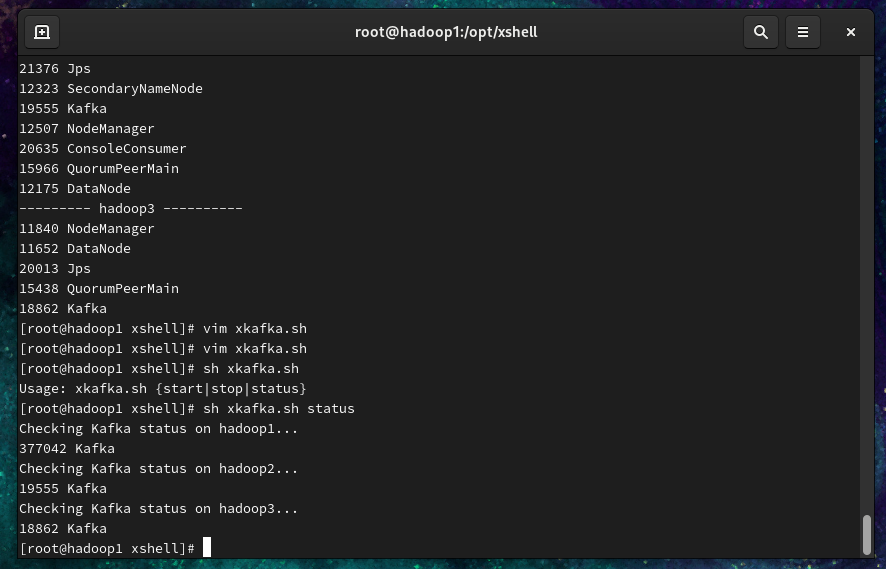 root@hadoop1:/opt/xshell
21376 Jps
12323 SecondaryNameNode
19555 Kafka
12507 NodeManager
20635 ConsoleConsumer
15966 QuorumPeerMain
12175 DataNode
--------- hadoop3 ----------
11840 NodeManager
11652 DataNode
20013 Jps
15438 QuorumPeerMain
18862 Kafka
[root@hadoop1 xshell]# vim xkafka.sh
[root@hadoop1 xshell]# vim xkafka.sh
[root@hadoop1 xshell]# sh xkafka.sh
Usage: xkafka.sh {start|stop|status}
[root@hadoop1 xshell]# sh xkafka.sh status
Checking Kafka status on hadoop1...
377042 Kafka
Checking Kafka status on hadoop2...
19555 Kafka
Checking Kafka status on hadoop3...
18862 Kafka
[root@hadoop1 xshell]#